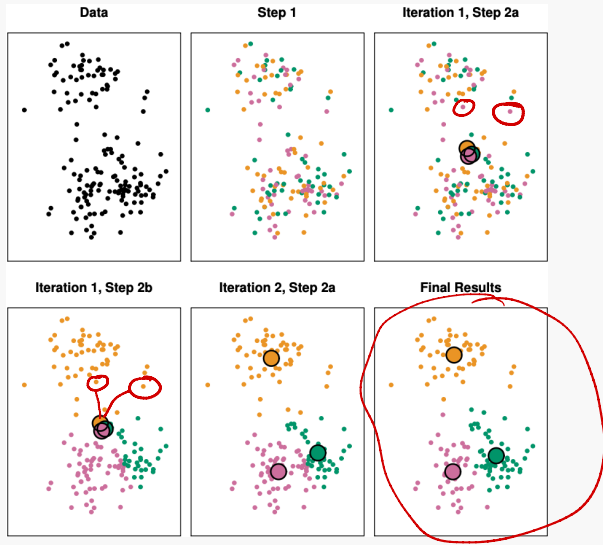 Data
Step 1
Iteration 1, Step 2a
Iteration 1, Step 2b
Iteration 2, Step 2a
Final Results